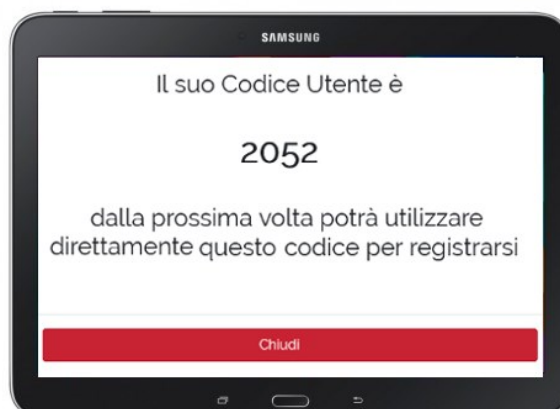 SAMSUNG
Il suo Codice Utente è
2052
dalla prossima volta potrà utilizzare
direttamente questo codice per registrarsi
Chiudi